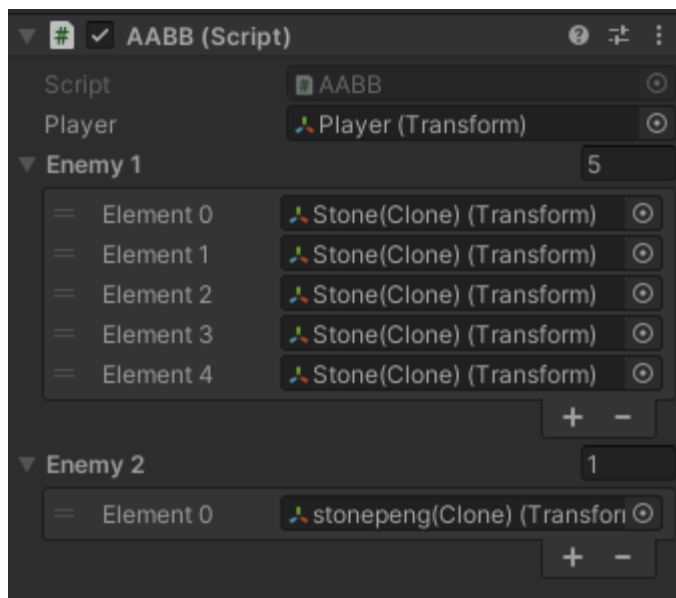 # AABB (Script)
Script AABB
Player Player (Transform)
Enemy 1 5
Element 0 Stone(Clone) (Transform)
Element 1 Stone(Clone) (Transform)
Element 2 Stone(Clone) (Transform)
Element 3 Stone(Clone) (Transform)
Element 4 Stone(Clone) (Transform)
+ −
Enemy 2 1
Element 0 stonepeng(Clone) (Transfor
+ −